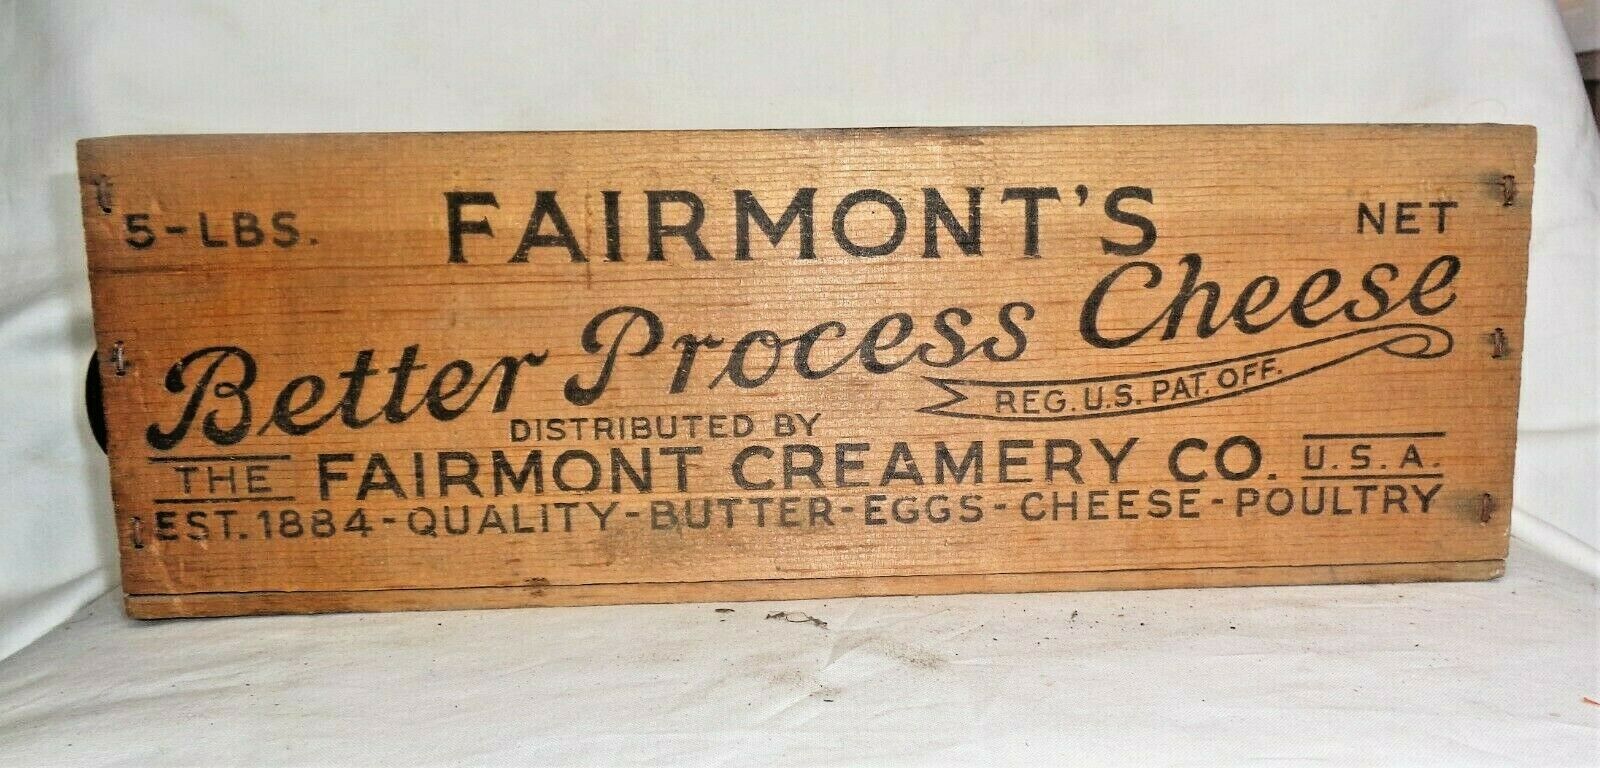 5-LBS. FAIRMONT'S NET
Better Process Cheese
REG. U.S. PAT. OFF.
DISTRIBUTED BY
THE FAIRMONT CREAMERY CO. U.S.A.
EST. 1884-QUALITY-BUTTER-EGGS-CHEESE-POULTRY